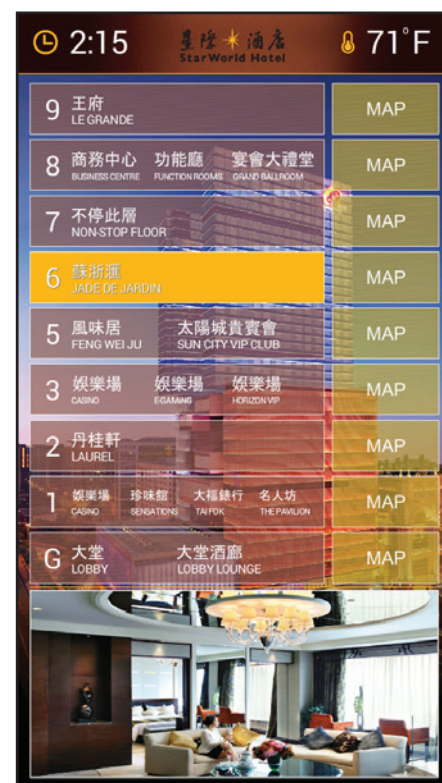 2:15
星際酒店
StarWorld Hotel
71°F
9 王府 MAP
LE GRANDE
8 商務中心 功能廳 宴會大禮堂 MAP
BUSINESS CENTRE FUNCTION ROOMS GRAND BALLROOM
7 不停此層 MAP
NON-STOP FLOOR
6 蘇浙滙 MAP
JADE DE JARDIN
5 風味居 太陽城貴賓會 MAP
FENG WEI JU SUN CITY VIP CLUB
3 娛樂場 娛樂場 娛樂場 MAP
CASINO E-GAMING HORIZON VIP
2 丹桂軒 MAP
LAUREL
1 娛樂場 珍味館 大福錶行 名人坊 MAP
CASINO SENSATIONS TAI FOK THE PAVILION
G 大堂 大堂酒廊 MAP
LOBBY LOBBY LOUNGE